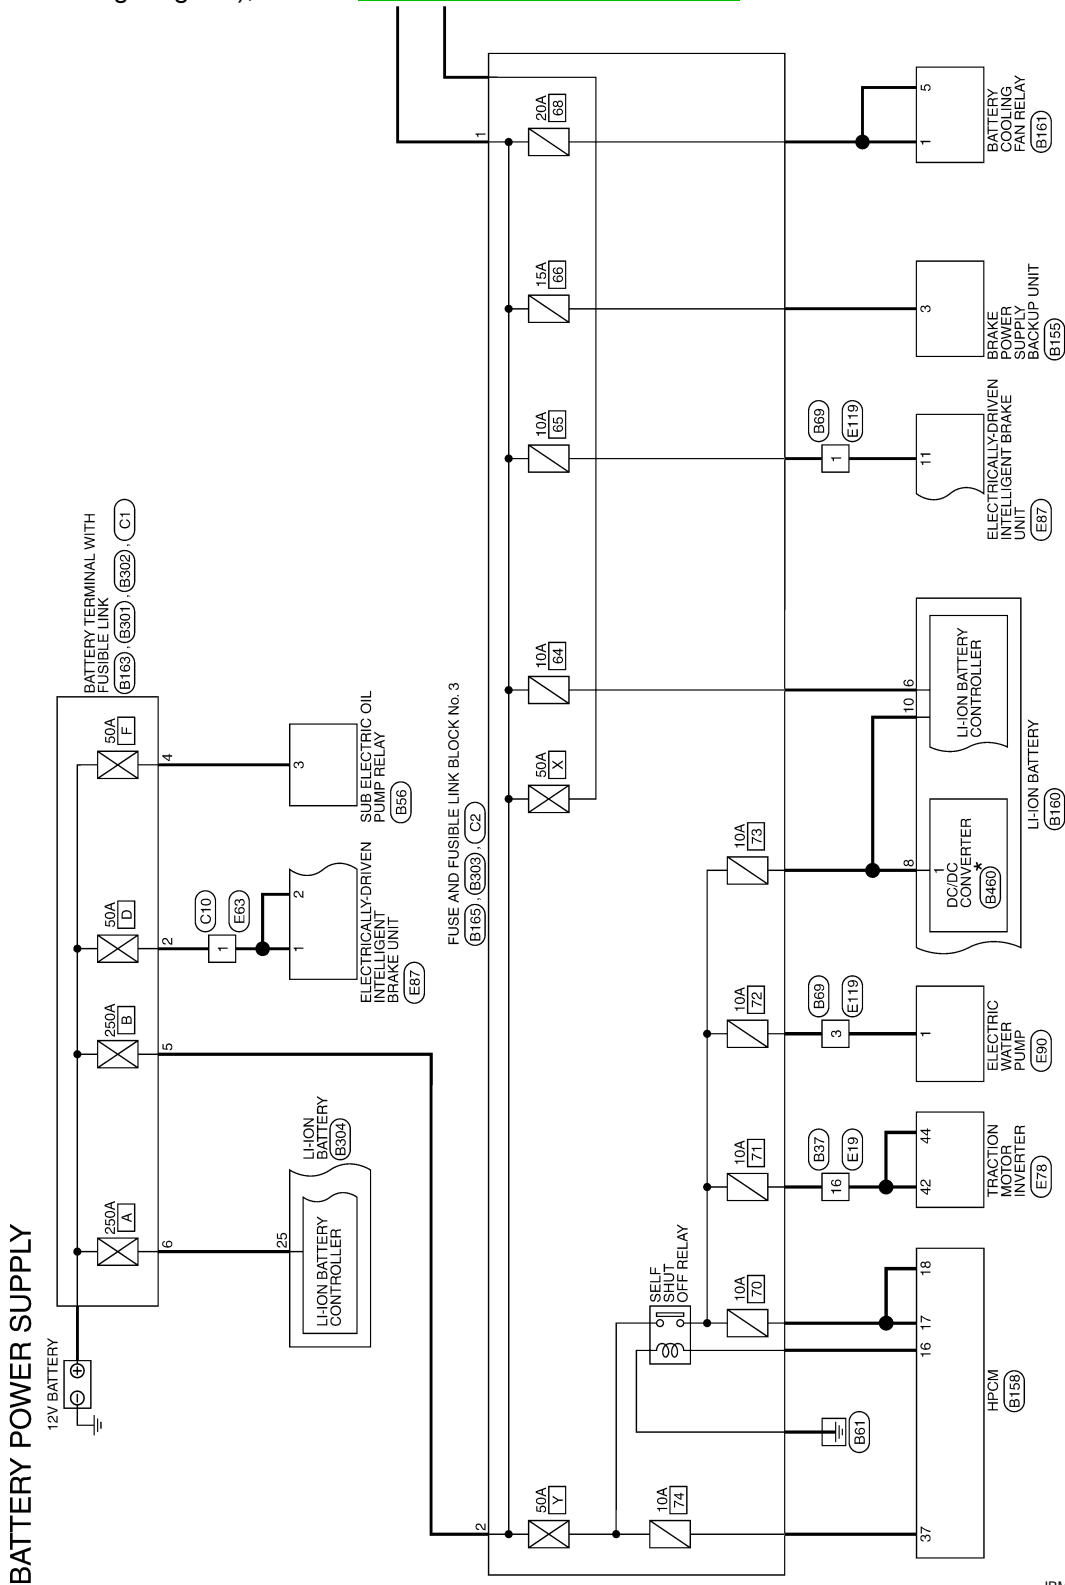 BATTERY POWER SUPPLY
12V BATTERY
BATTERY TERMINAL WITH
FUSIBLE LINK
B163 , B301 , B302 , C1
250A
A
250A
B
50A
D
50A
F
6
5
2
4
C10
1
E63
25
LI-ION BATTERY
CONTROLLER
LI-ION
BATTERY
B304
1
2
ELECTRICALLY-DRIVEN
INTELLIGENT
BRAKE UNIT
E87
3
SUB ELECTRIC OIL
PUMP RELAY
B56
FUSE AND FUSIBLE LINK BLOCK No. 3
B165 , B303 , C2
2
1
50A
Y
50A
X
10A
64
10A
65
15A
66
20A
68
SELF
SHUT
OFF RELAY
10A
74
10A
70
10A
71
10A
72
10A
73
B61
B37
16
E19
B69
3
E119
B69
1
E119
37
16
17
18
HPCM
B158
42
44
TRACTION
MOTOR
INVERTER
E78
1
ELECTRIC
WATER
PUMP
E90
8
10
6
1
DC/DC
CONVERTER
*
B460
LI-ION BATTERY
CONTROLLER
LI-ION BATTERY
B160
11
ELECTRICALLY-DRIVEN
INTELLIGENT BRAKE
UNIT
E87
3
BRAKE
POWER
SUPPLY
BACKUP UNIT
B155
1
5
BATTERY
COOLING
FAN RELAY
B161